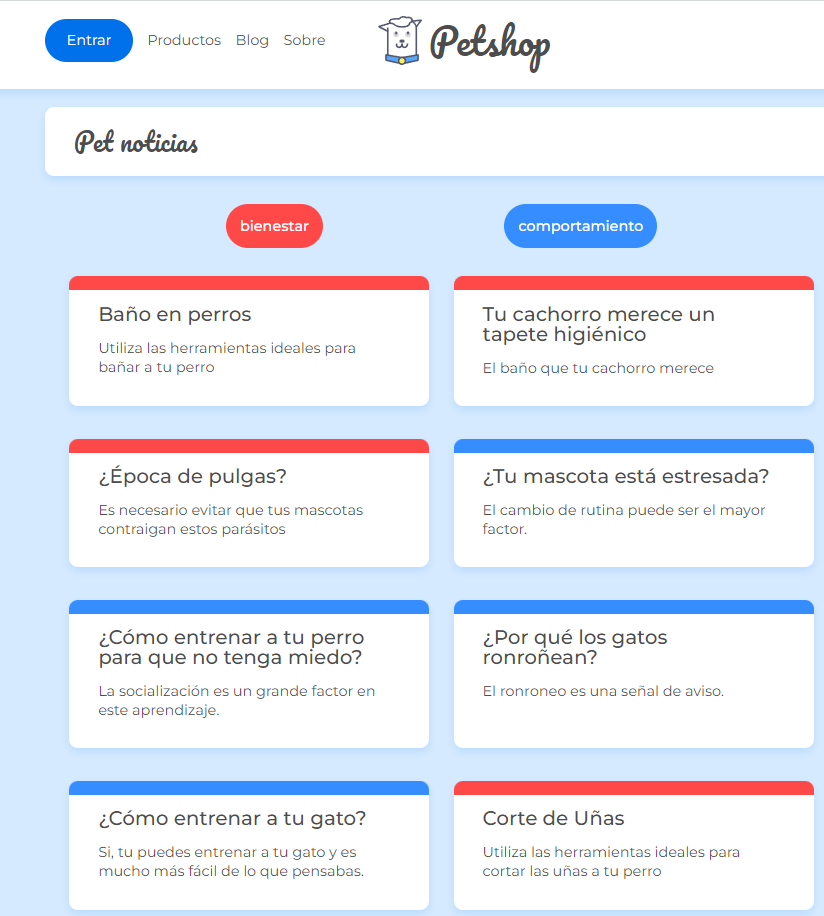 Entrar
Productos
Blog
Sobre
Petshop
Pet noticias
bienestar
comportamiento
Baño en perros
Utiliza las herramientas ideales para
bañar a tu perro
Tu cachorro merece un
tapete higiénico
El baño que tu cachorro merece
¿Época de pulgas?
Es necesario evitar que tus mascotas
contraigan estos parásitos
¿Tu mascota está estresada?
El cambio de rutina puede ser el mayor
factor.
¿Cómo entrenar a tu perro
para que no tenga miedo?
La socialización es un grande factor en
este aprendizaje.
¿Por qué los gatos
ronroñean?
El ronroneo es una señal de aviso.
¿Cómo entrenar a tu gato?
Si, tu puedes entrenar a tu gato y es
mucho más fácil de lo que pensabas.
Corte de Uñas
Utiliza las herramientas ideales para
cortar las uñas a tu perro